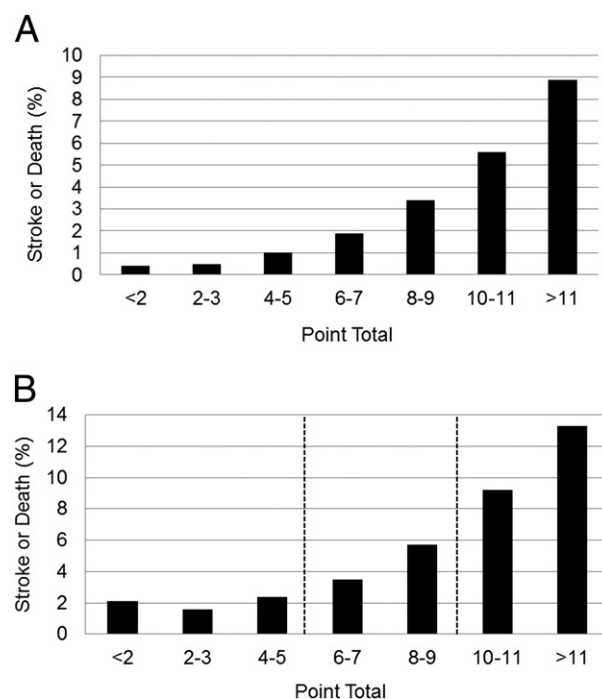 A
Stroke or Death (%)
10
9
8
7
6
5
4
3
2
1
0
<2 2-3 4-5 6-7 8-9 10-11 >11
Point Total
B
Stroke or Death (%)
14
12
10
8
6
4
2
0
<2 2-3 4-5 6-7 8-9 10-11 >11
Point Total